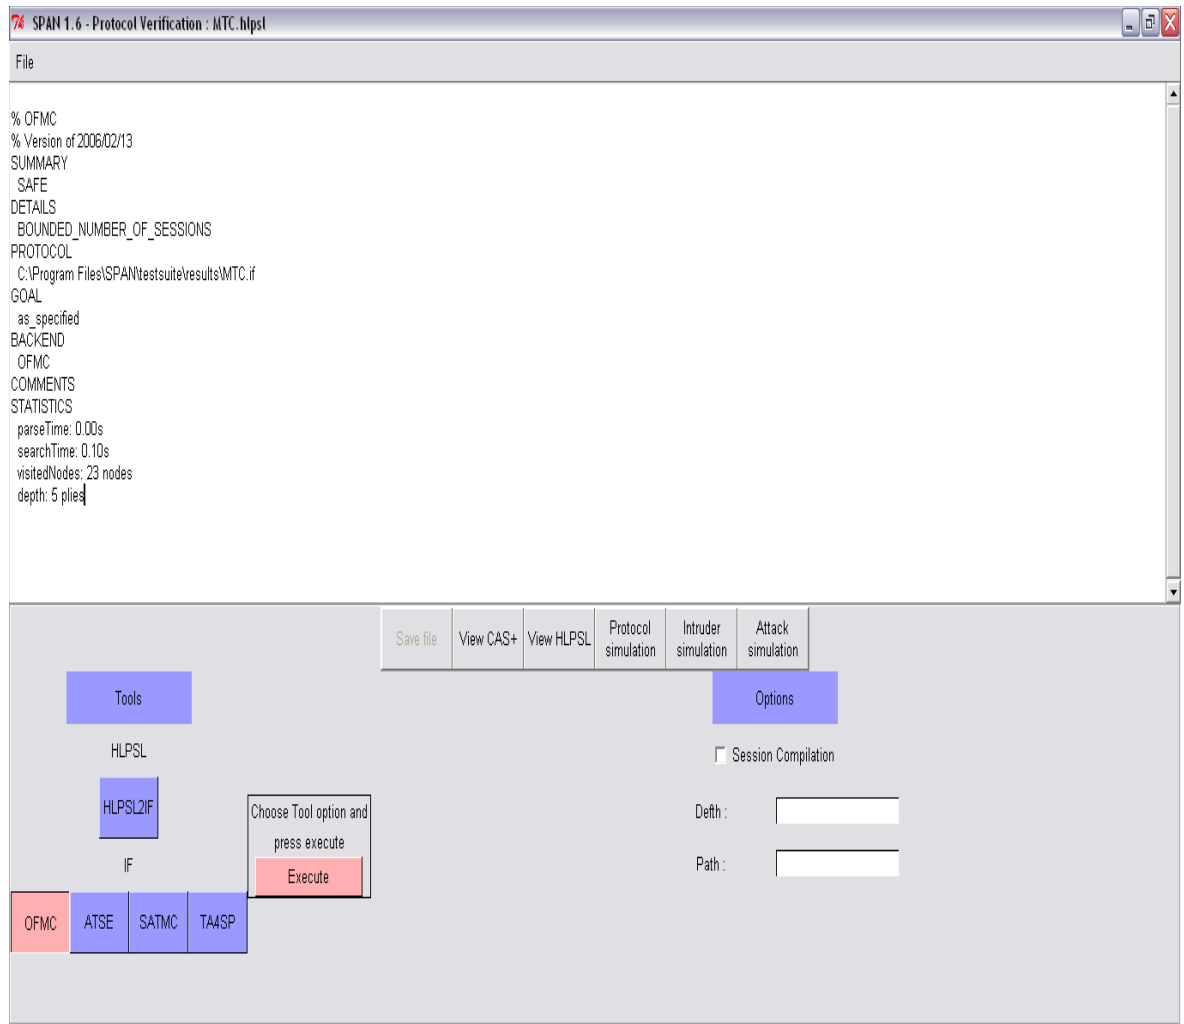 SPAN 1.6 - Protocol Verification : MTC.hlpsl
File
% OFMC
% Version of 2006/02/13
SUMMARY
SAFE
DETAILS
BOUNDED_NUMBER_OF_SESSIONS
PROTOCOL
C:\Program Files\SPAN\testsuite\results\MTC.if
GOAL
as_specified
BACKEND
OFMC
COMMENTS
STATISTICS
parseTime: 0.00s
searchTime: 0.10s
visitedNodes: 23 nodes
depth: 5 plies
Save file
View CAS+
View HLPSL
Protocol
simulation
Intruder
simulation
Attack
simulation
Tools
Options
HLPSL
Session Compilation
HLPSL2IF
Choose Tool option and
press execute
Execute
Defth :
IF
Path :
OFMC
ATSE
SATMC
TA4SP